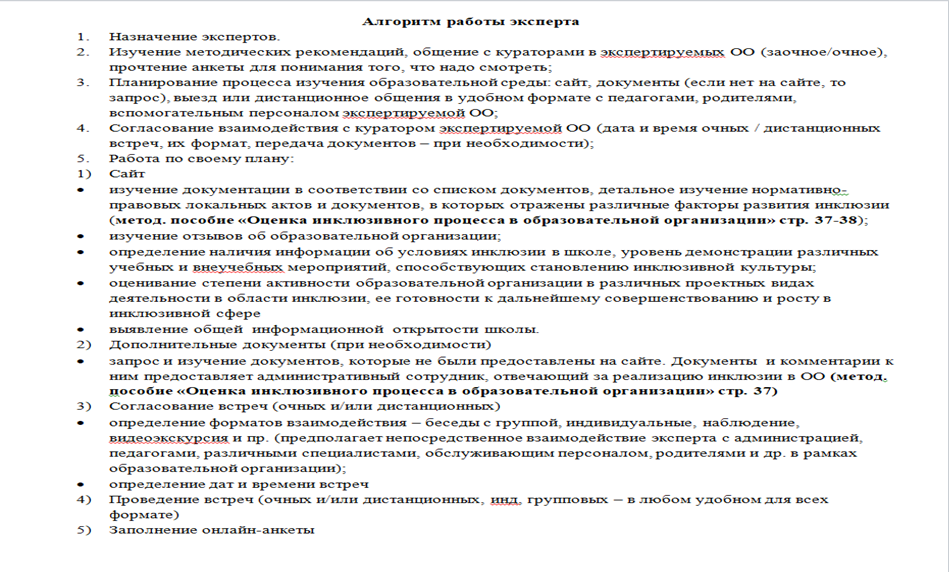 Алгоритм работы эксперта
1. Назначение экспертов.
2. Изучение методических рекомендаций, общение с кураторами в экспертируемых ОО (заочное/очное),
прочтение анкеты для понимания того, что надо смотреть;
3. Планирование процесса изучения образовательной среды: сайт, документы (если нет на сайте, то
запрос), выезд или дистанционное общения в удобном формате с педагогами, родителями,
вспомогательным персоналом экспертируемой ОО;
4. Согласование взаимодействия с куратором экспертируемой ОО (дата и время очных / дистанционных
встреч, их формат, передача документов – при необходимости);
5. Работа по своему плану:
1) Сайт
• изучение документации в соответствии со списком документов, детальное изучение нормативно-
правовых локальных актов и документов, в которых отражены различные факторы развития инклюзии
(метод. пособие «Оценка инклюзивного процесса в образовательной организации» стр. 37-38);
• изучение отзывов об образовательной организации;
• определение наличия информации об условиях инклюзии в школе, уровень демонстрации различных
учебных и внеучебных мероприятий, способствующих становлению инклюзивной культуры;
• оценивание степени активности образовательной организации в различных проектных видах
деятельности в области инклюзии, ее готовности к дальнейшему совершенствованию и росту в
инклюзивной сфере
• выявление общей информационной открытости школы.
2) Дополнительные документы (при необходимости)
• запрос и изучение документов, которые не были предоставлены на сайте. Документы и комментарии к
ним предоставляет административный сотрудник, отвечающий за реализацию инклюзии в ОО (метод.
пособие «Оценка инклюзивного процесса в образовательной организации» стр. 37)
3) Согласование встреч (очных и/или дистанционных)
• определение форматов взаимодействия – беседы с группой, индивидуальные, наблюдение,
видеоэкскурсия и пр. (предполагает непосредственное взаимодействие эксперта с администрацией,
педагогами, различными специалистами, обслуживающим персоналом, родителями и др. в рамках
образовательной организации);
• определение дат и времени встреч
4) Проведение встреч (очных и/или дистанционных, инд, групповых – в любом удобном для всех
формате)
5) Заполнение онлайн-анкеты